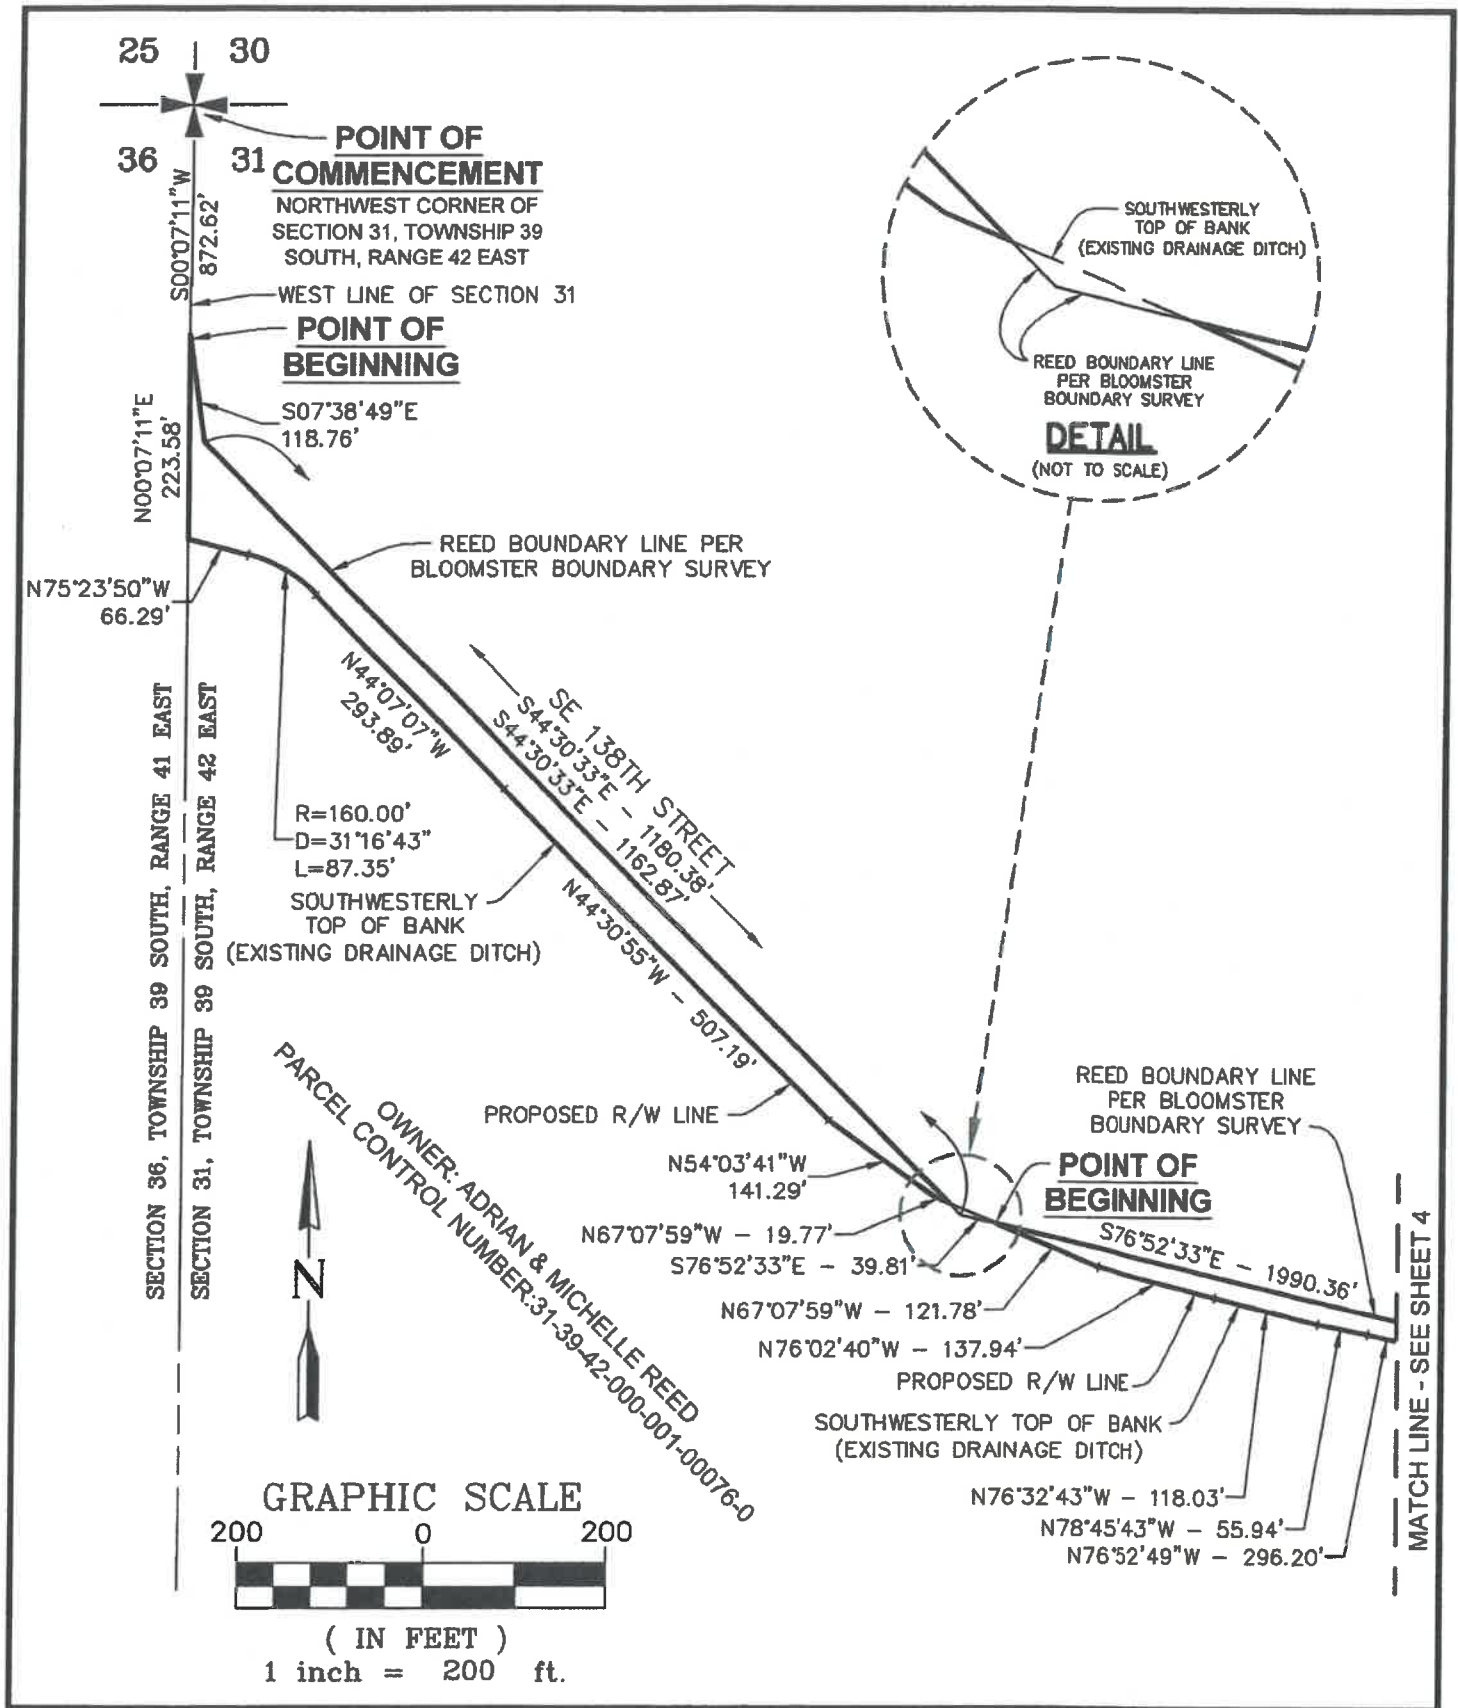 25 30
36 31
POINT OF
COMMENCEMENT
NORTHWEST CORNER OF
SECTION 31, TOWNSHIP 39
SOUTH, RANGE 42 EAST
S00°07'11"W
872.62'
WEST LINE OF SECTION 31
POINT OF
BEGINNING
S07°38'49"E
118.76'
N00°07'11"E
223.58'
SOUTHWESTERLY
TOP OF BANK
(EXISTING DRAINAGE DITCH)
REED BOUNDARY LINE
PER BLOOMSTER
BOUNDARY SURVEY
DETAIL
(NOT TO SCALE)
REED BOUNDARY LINE PER
BLOOMSTER BOUNDARY SURVEY
N75°23'50"W
66.29'
N44°07'07"W
293.89'
SE 138TH STREET
S44°30'33"E - 1180.38'
S44°30'33"E - 1162.87'
R=160.00'
D=31°16'43"
L=87.35'
SOUTHWESTERLY
TOP OF BANK
(EXISTING DRAINAGE DITCH)
N44°30'55"W - 507.19'
SECTION 36, TOWNSHIP 39 SOUTH, RANGE 41 EAST
SECTION 31, TOWNSHIP 39 SOUTH, RANGE 42 EAST
OWNER: ADRIAN & MICHELLE REED
PARCEL CONTROL NUMBER:31-39-42-000-001-00076-0
PROPOSED R/W LINE
N54°03'41"W
141.29'
N67°07'59"W - 19.77'
S76°52'33"E - 39.81'
N67°07'59"W - 121.78'
N76°02'40"W - 137.94'
REED BOUNDARY LINE
PER BLOOMSTER
BOUNDARY SURVEY
POINT OF
BEGINNING
S76°52'33"E - 1990.36'
PROPOSED R/W LINE
SOUTHWESTERLY TOP OF BANK
(EXISTING DRAINAGE DITCH)
N76°32'43"W - 118.03'
N78°45'43"W - 55.94'
N76°52'49"W - 296.20'
MATCH LINE - SEE SHEET 4
N
GRAPHIC SCALE
200 0 200
( IN FEET )
1 inch = 200 ft.